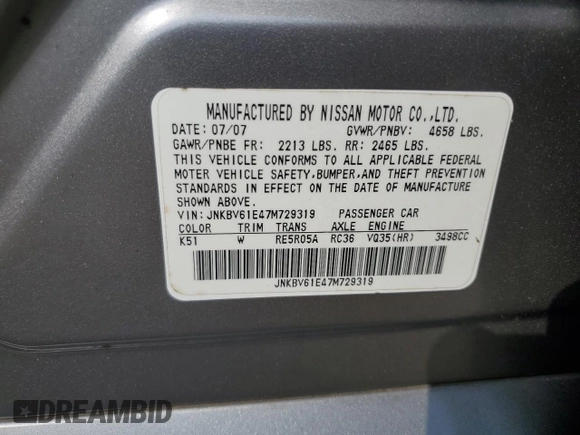 MANUFACTURED BY NISSAN MOTOR CO.,LTD.
DATE: 07/07 GVWR/PNBV: 4658 LBS.
GAWR/PNBE FR: 2213 LBS. RR: 2465 LBS.
THIS VEHICLE CONFORMS TO ALL APPLICABLE FEDERAL
MOTOR VEHICLE SAFETY,BUMPER,AND THEFT PREVENTION
STANDARDS IN EFFECT ON THE DATE OF MANUFACTURE
SHOWN ABOVE.
VIN: JNKBV61E47M729319 PASSENGER CAR
COLOR TRIM TRANS AXLE ENGINE
K51 W RE5R05A RC36 VQ35(HR) 3498CC
JNKBV61E47M729319
DREAMBID